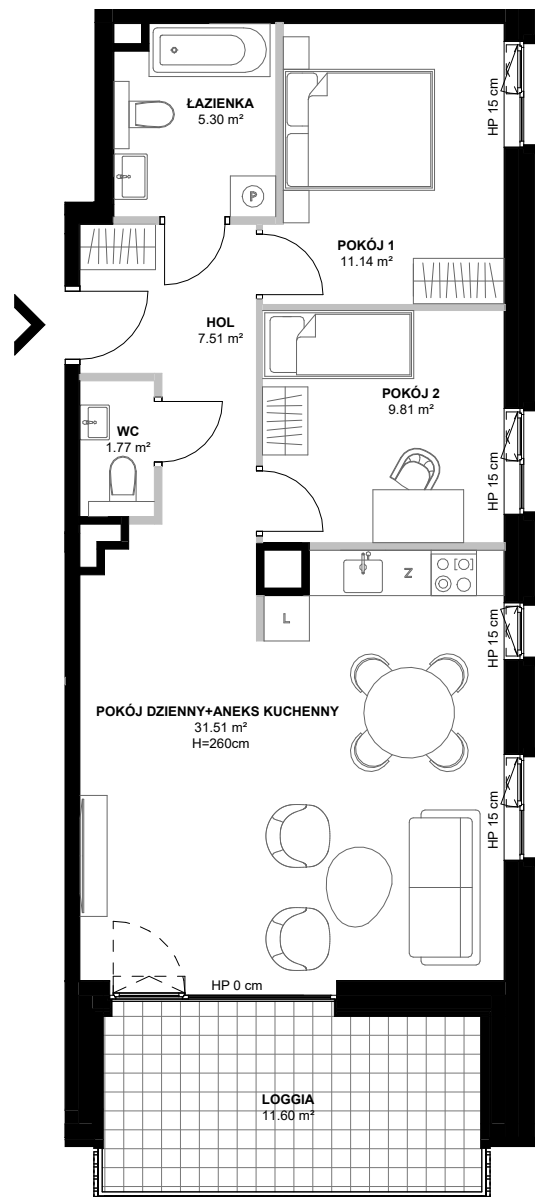 ŁAZIENKA
5.30 m²
HP 15 cm
P
POKÓJ 1
11.14 m²
HOL
7.51 m²
POKÓJ 2
9.81 m²
WC
1.77 m²
HP 15 cm
Z
L
HP 15 cm
POKÓJ DZIENNY+ANEKS KUCHENNY
31.51 m²
H=260cm
HP 15 cm
HP 0 cm
LOGGIA
11.60 m²